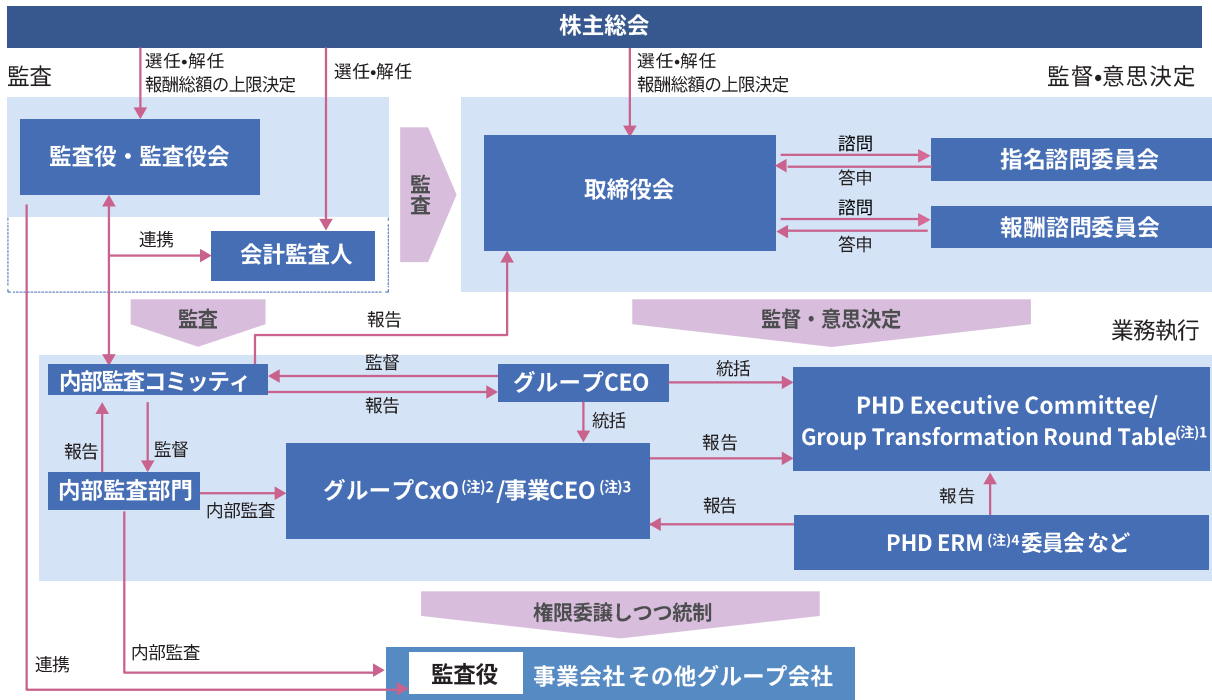 株主総会
選任・解任
報酬総額の上限決定
選任・解任
選任・解任
報酬総額の上限決定
監査
監督・意思決定
監査役・監査役会
取締役会
諮問
答申
指名諮問委員会
諮問
答申
報酬諮問委員会
監査
連携
会計監査人
監査
報告
監督・意思決定
業務執行
内部監査コミッティ
監督
報告
グループCEO
統括
統括
PHD Executive Committee/
Group Transformation Round Table(注)1
報告
監督
内部監査部門
内部監査
グループCxO(注)2/事業CEO(注)3
報告
報告
報告
PHD ERM(注)4委員会 など
権限委譲しつつ統制
連携
内部監査
監査役
事業会社 その他グループ会社